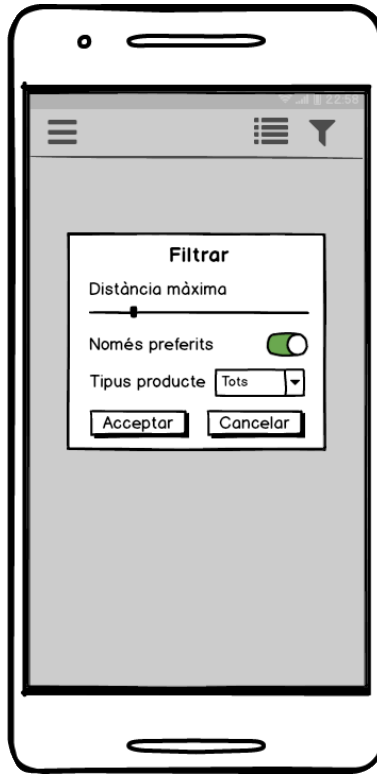 22:58
Filtrar
Distància màxima
Només preferits
Tipus producte Tots
Acceptar Cancelar